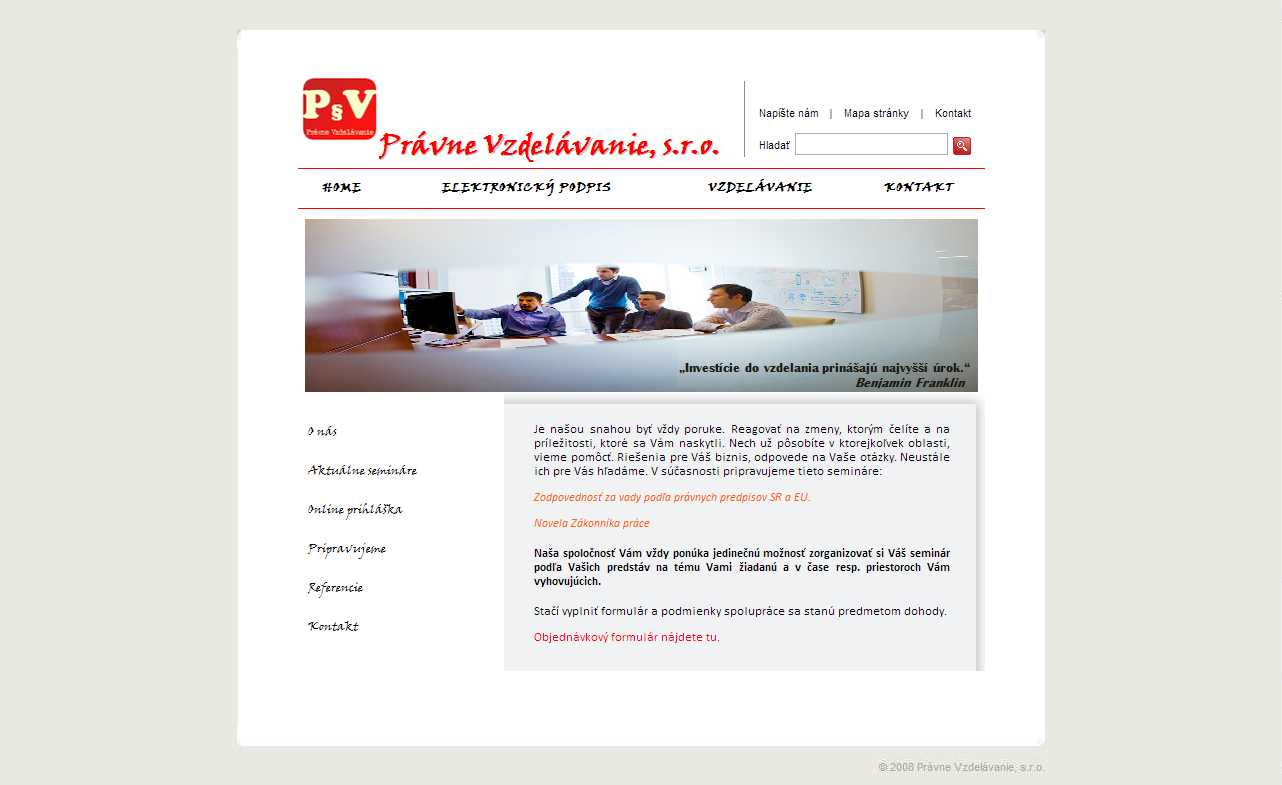 P§V
Právne Vzdelávanie
Právne Vzdelávanie, s.r.o.
Napíšte nám | Mapa stránky | Kontakt
Hladať
HOME ELEKTRONICKÝ PODPIS VZDELÁVANIE KONTAKT
„Investície do vzdelania prinášajú najvyšší úrok.“
Benjamin Franklin
O nás
Aktuálne semináre
Online prihláška
Pripravujeme
Referencie
Kontakt
Je našou snahou byť vždy poruke. Reagovať na zmeny, ktorým čelíte a na
príležitosti, ktoré sa Vám naskytli. Nech už pôsobíte v ktorejkoľvek oblasti,
vieme pomôcť. Riešenia pre Váš biznis, odpovede na Vaše otázky. Neustále
ich pre Vás hľadáme. V súčasnosti pripravujeme tieto semináre:
Zodpovednosť za vady podľa právnych predpisov SR a EU.
Novela Zákonníka práce
Naša spoločnosť Vám vždy ponúka jedinečnú možnosť zorganizovať si Váš seminár
podľa Vašich predstáv na tému Vami žiadanú a v čase resp. priestoroch Vám
vyhovujúcich.
Stačí vyplniť formulár a podmienky spolupráce sa stanú predmetom dohody.
Objednávkový formulár nájdete tu.
© 2008 Právne Vzdelávanie, s.r.o.